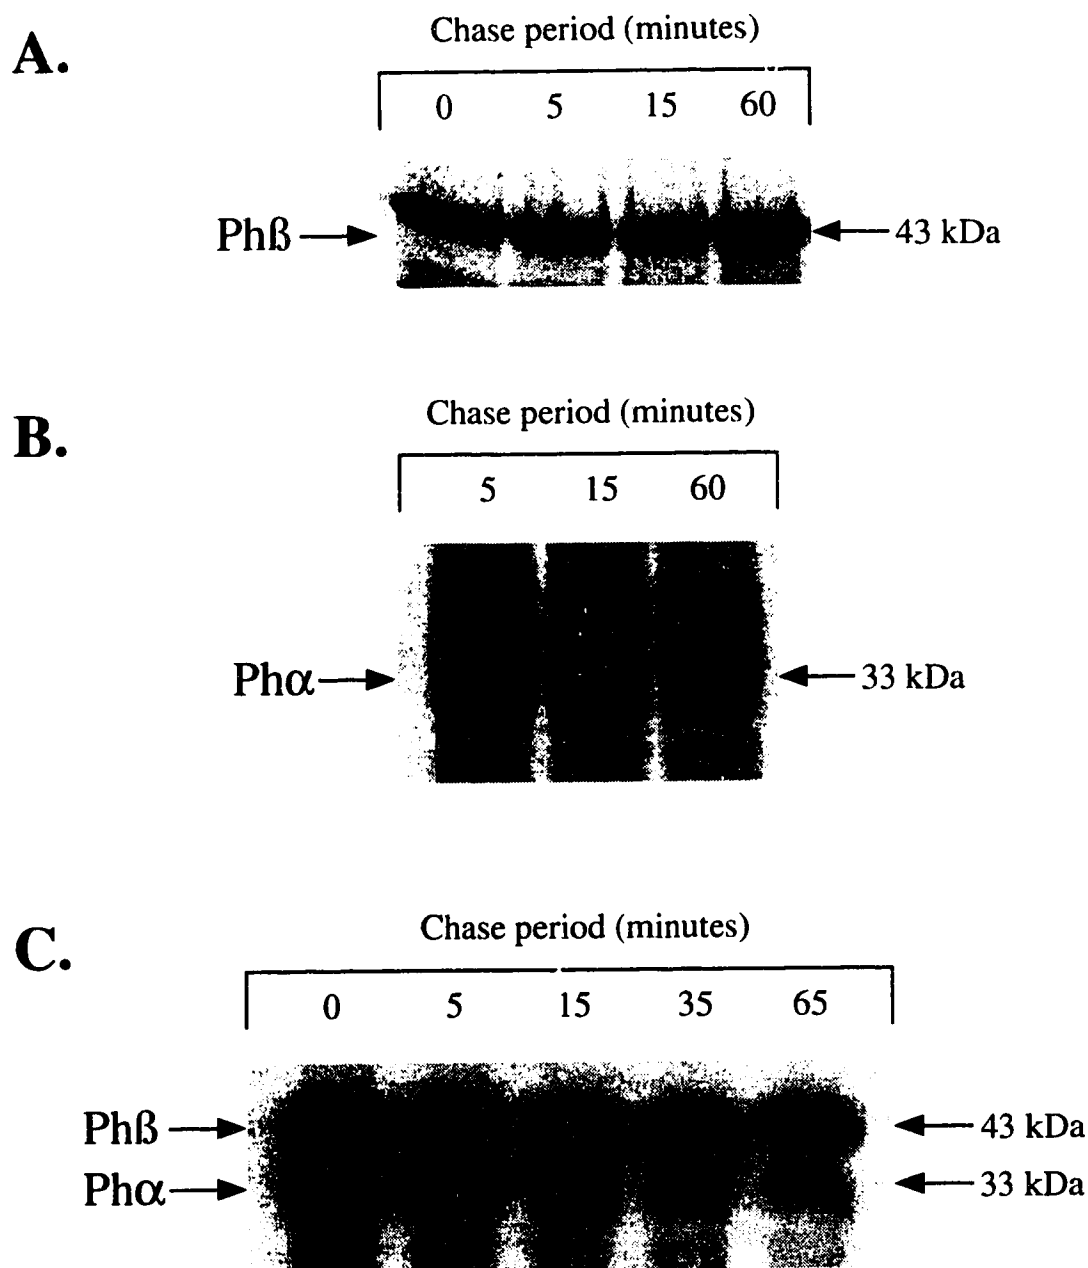 A.
Chase period (minutes)
0 5 15 60
Phß 43 kDa
B.
Chase period (minutes)
5 15 60
Phα 33 kDa
C.
Chase period (minutes)
0 5 15 35 65
Phß 43 kDa
Phα 33 kDa